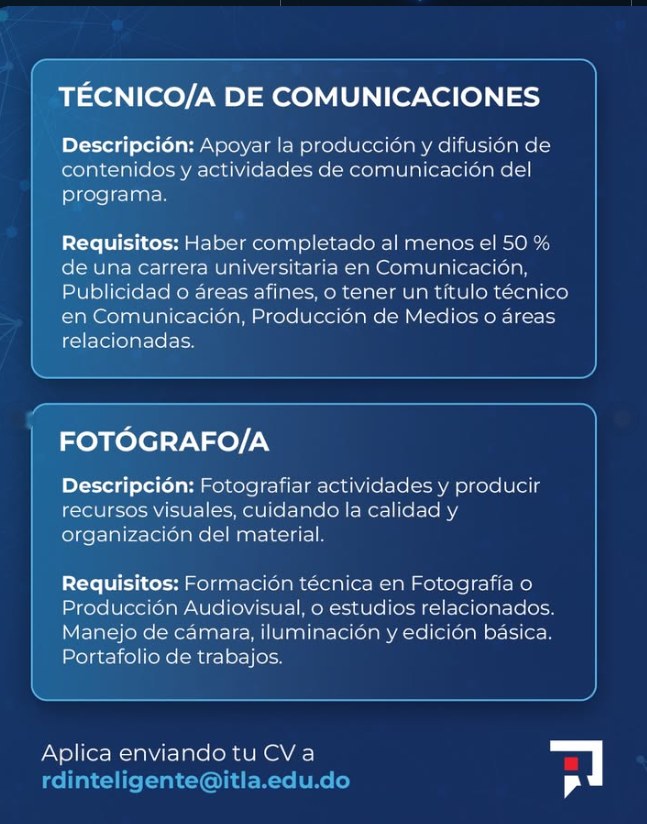 TÉCNICO/A DE COMUNICACIONES
Descripción: Apoyar la producción y difusión de
contenidos y actividades de comunicación del
programa.
Requisitos: Haber completado al menos el 50 %
de una carrera universitaria en Comunicación,
Publicidad o áreas afines, o tener un título técnico
en Comunicación, Producción de Medios o áreas
relacionadas.
FOTÓGRAFO/A
Descripción: Fotografiar actividades y producir
recursos visuales, cuidando la calidad y
organización del material.
Requisitos: Formación técnica en Fotografía o
Producción Audiovisual, o estudios relacionados.
Manejo de cámara, iluminación y edición básica.
Portafolio de trabajos.
Aplica enviando tu CV a
rdinteligente@itla.edu.do